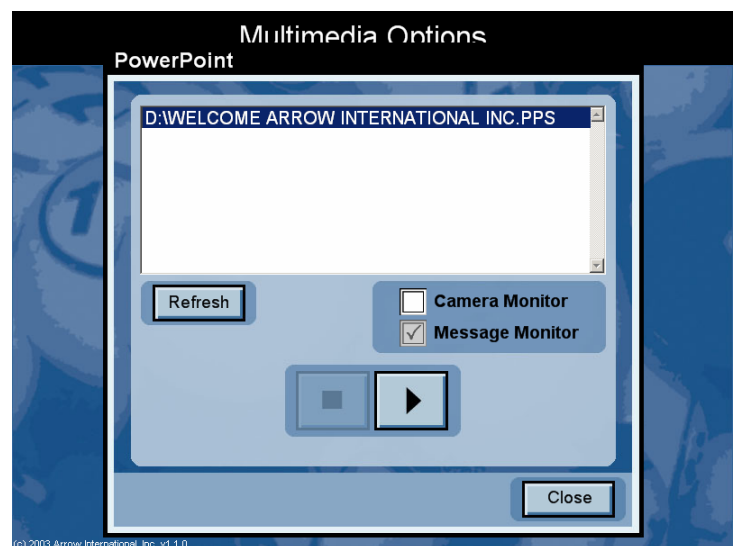 Multimedia Options
PowerPoint
D:\WELCOME ARROW INTERNATIONAL INC.PPS
Refresh
Camera Monitor
Message Monitor
Close
(c) 2003 Arrow International, Inc. v1.1.0